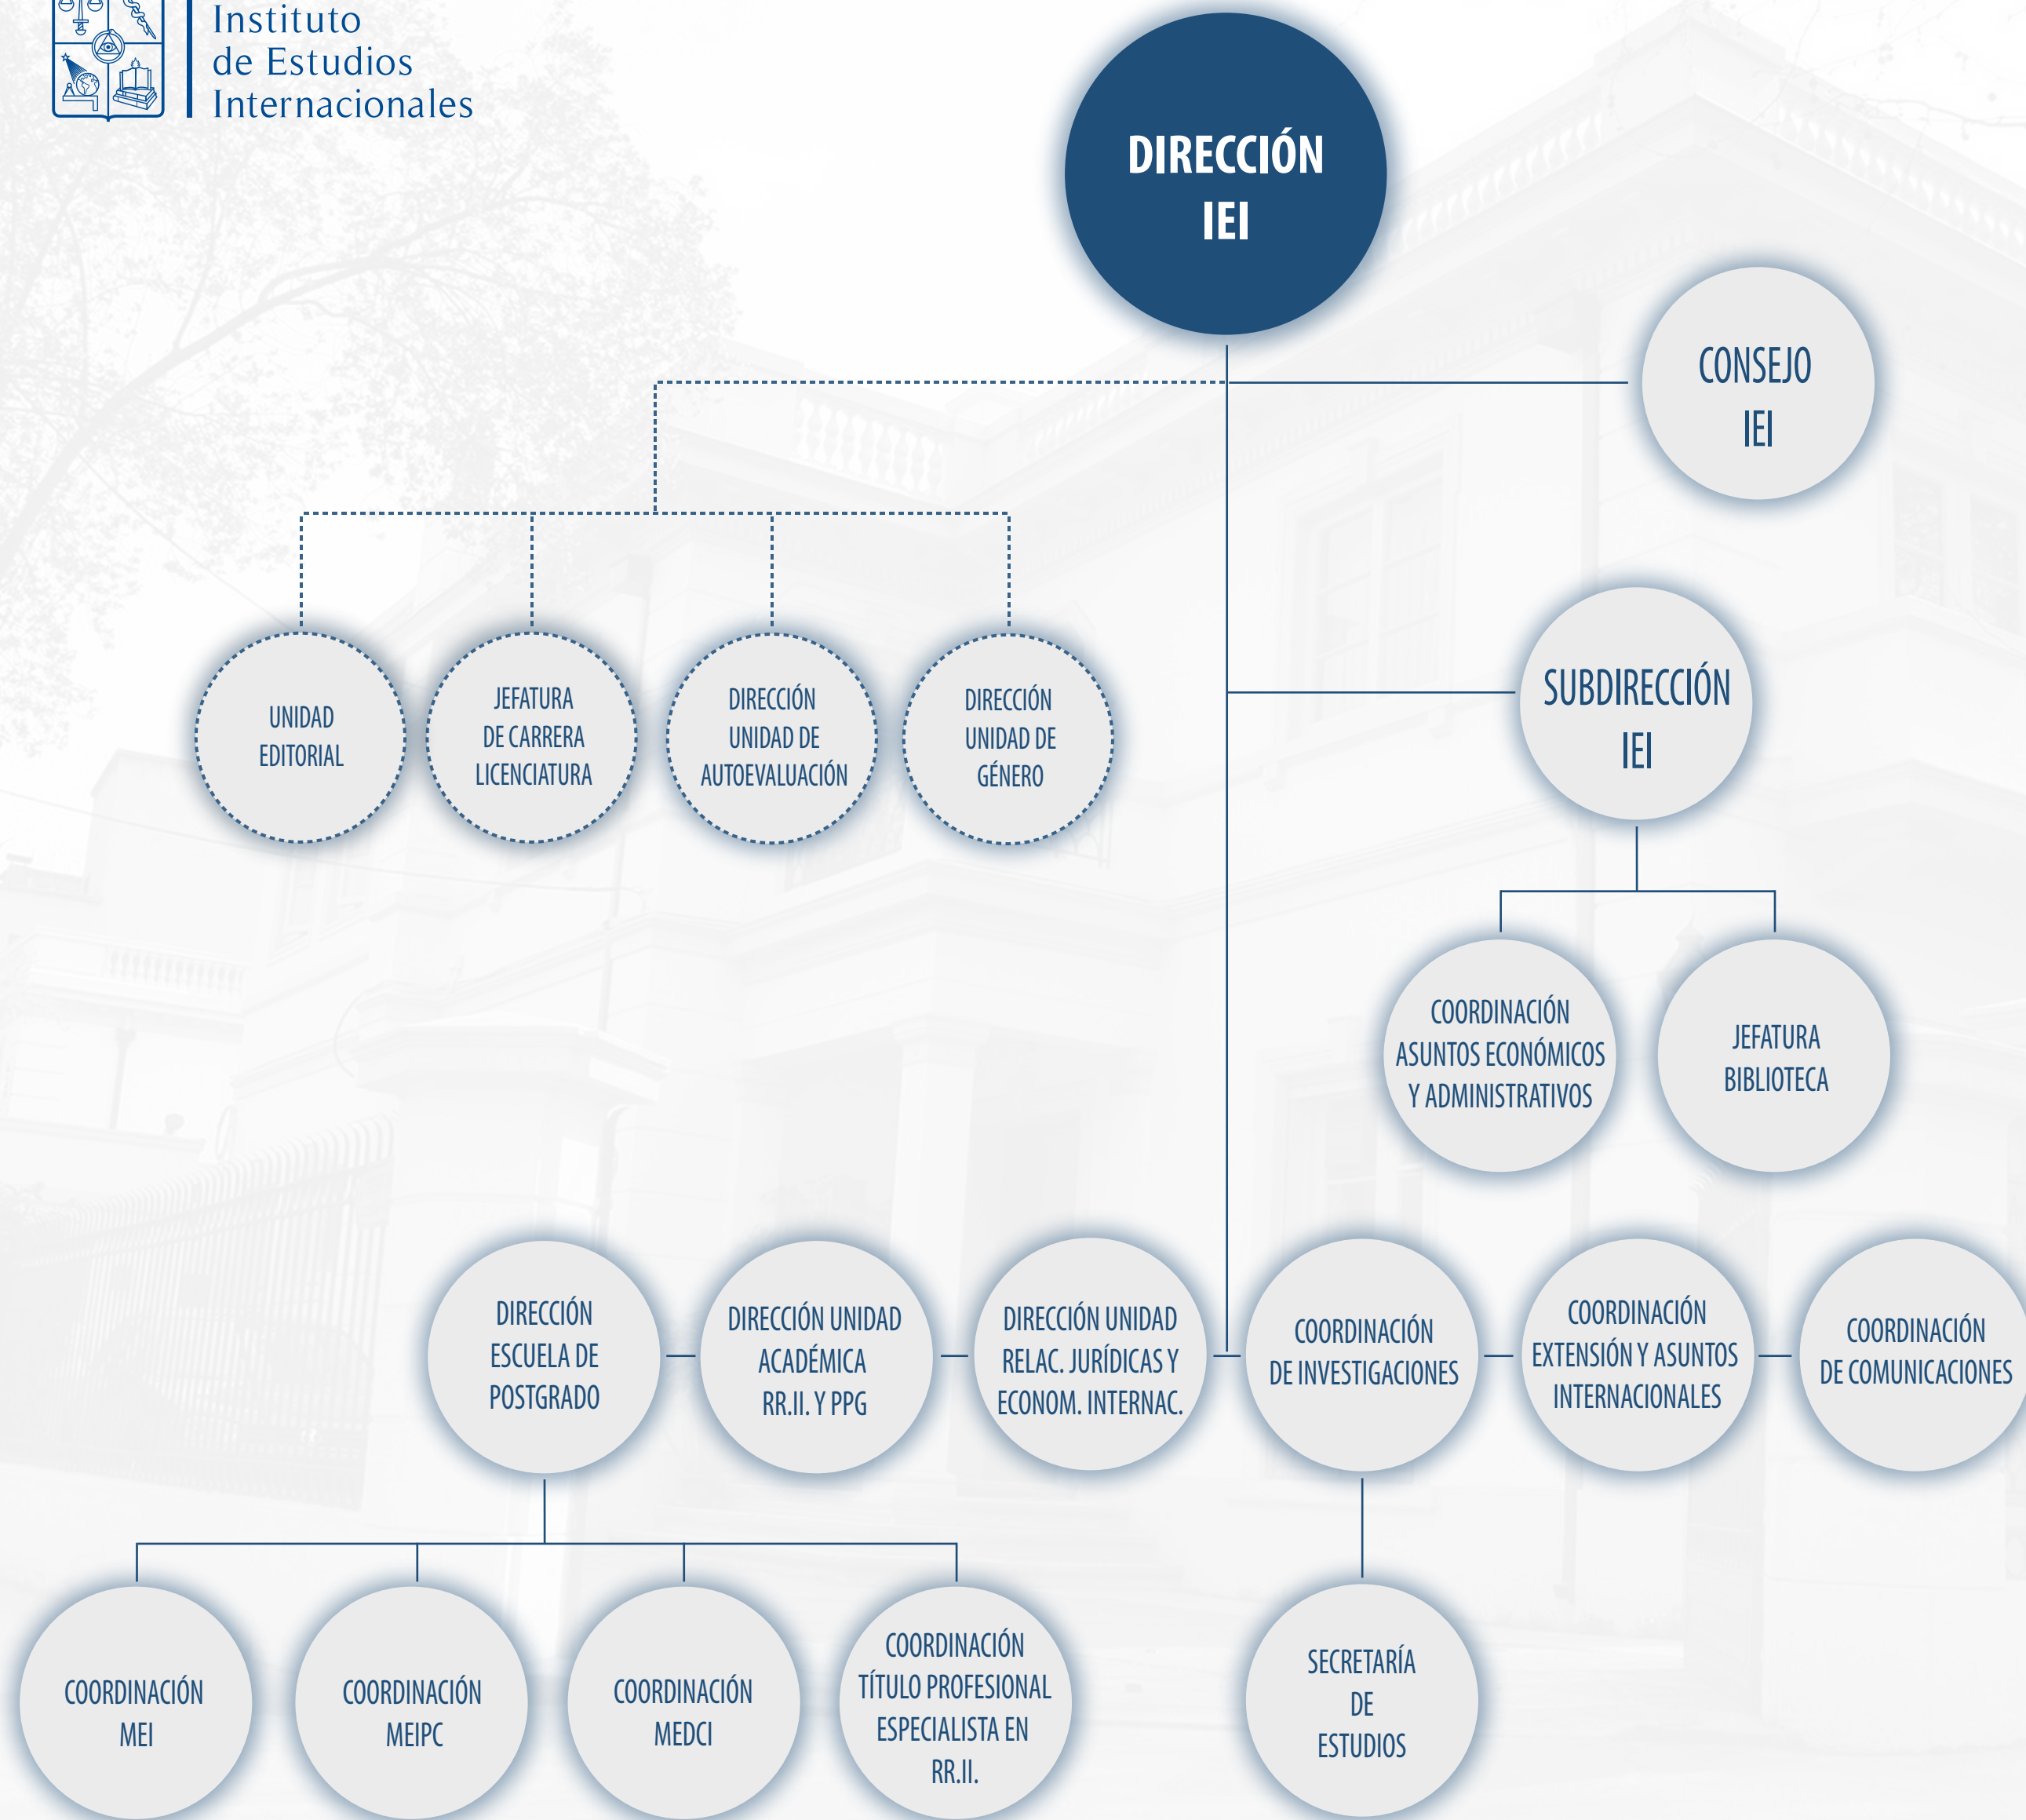 Instituto
de Estudios
Internacionales
DIRECCIÓN
IEI
CONSEJO
IEI
SUBDIRECCIÓN
IEI
UNIDAD
EDITORIAL
JEFATURA
DE CARRERA
LICENCIATURA
DIRECCIÓN
UNIDAD DE
AUTOEVALUACIÓN
DIRECCIÓN
UNIDAD DE
GÉNERO
COORDINACIÓN
ASUNTOS ECONÓMICOS
Y ADMINISTRATIVOS
JEFATURA
BIBLIOTECA
DIRECCIÓN
ESCUELA DE
POSTGRADO
DIRECCIÓN UNIDAD
ACADÉMICA
RR.II. Y PPG
DIRECCIÓN UNIDAD
RELAC. JURÍDICAS Y
ECONOM. INTERNAC.
COORDINACIÓN
DE INVESTIGACIONES
COORDINACIÓN
EXTENSIÓN Y ASUNTOS
INTERNACIONALES
COORDINACIÓN
DE COMUNICACIONES
COORDINACIÓN
MEI
COORDINACIÓN
MEIPC
COORDINACIÓN
MEDCI
COORDINACIÓN
TÍTULO PROFESIONAL
ESPECIALISTA EN
RR.II.
SECRETARÍA
DE
ESTUDIOS